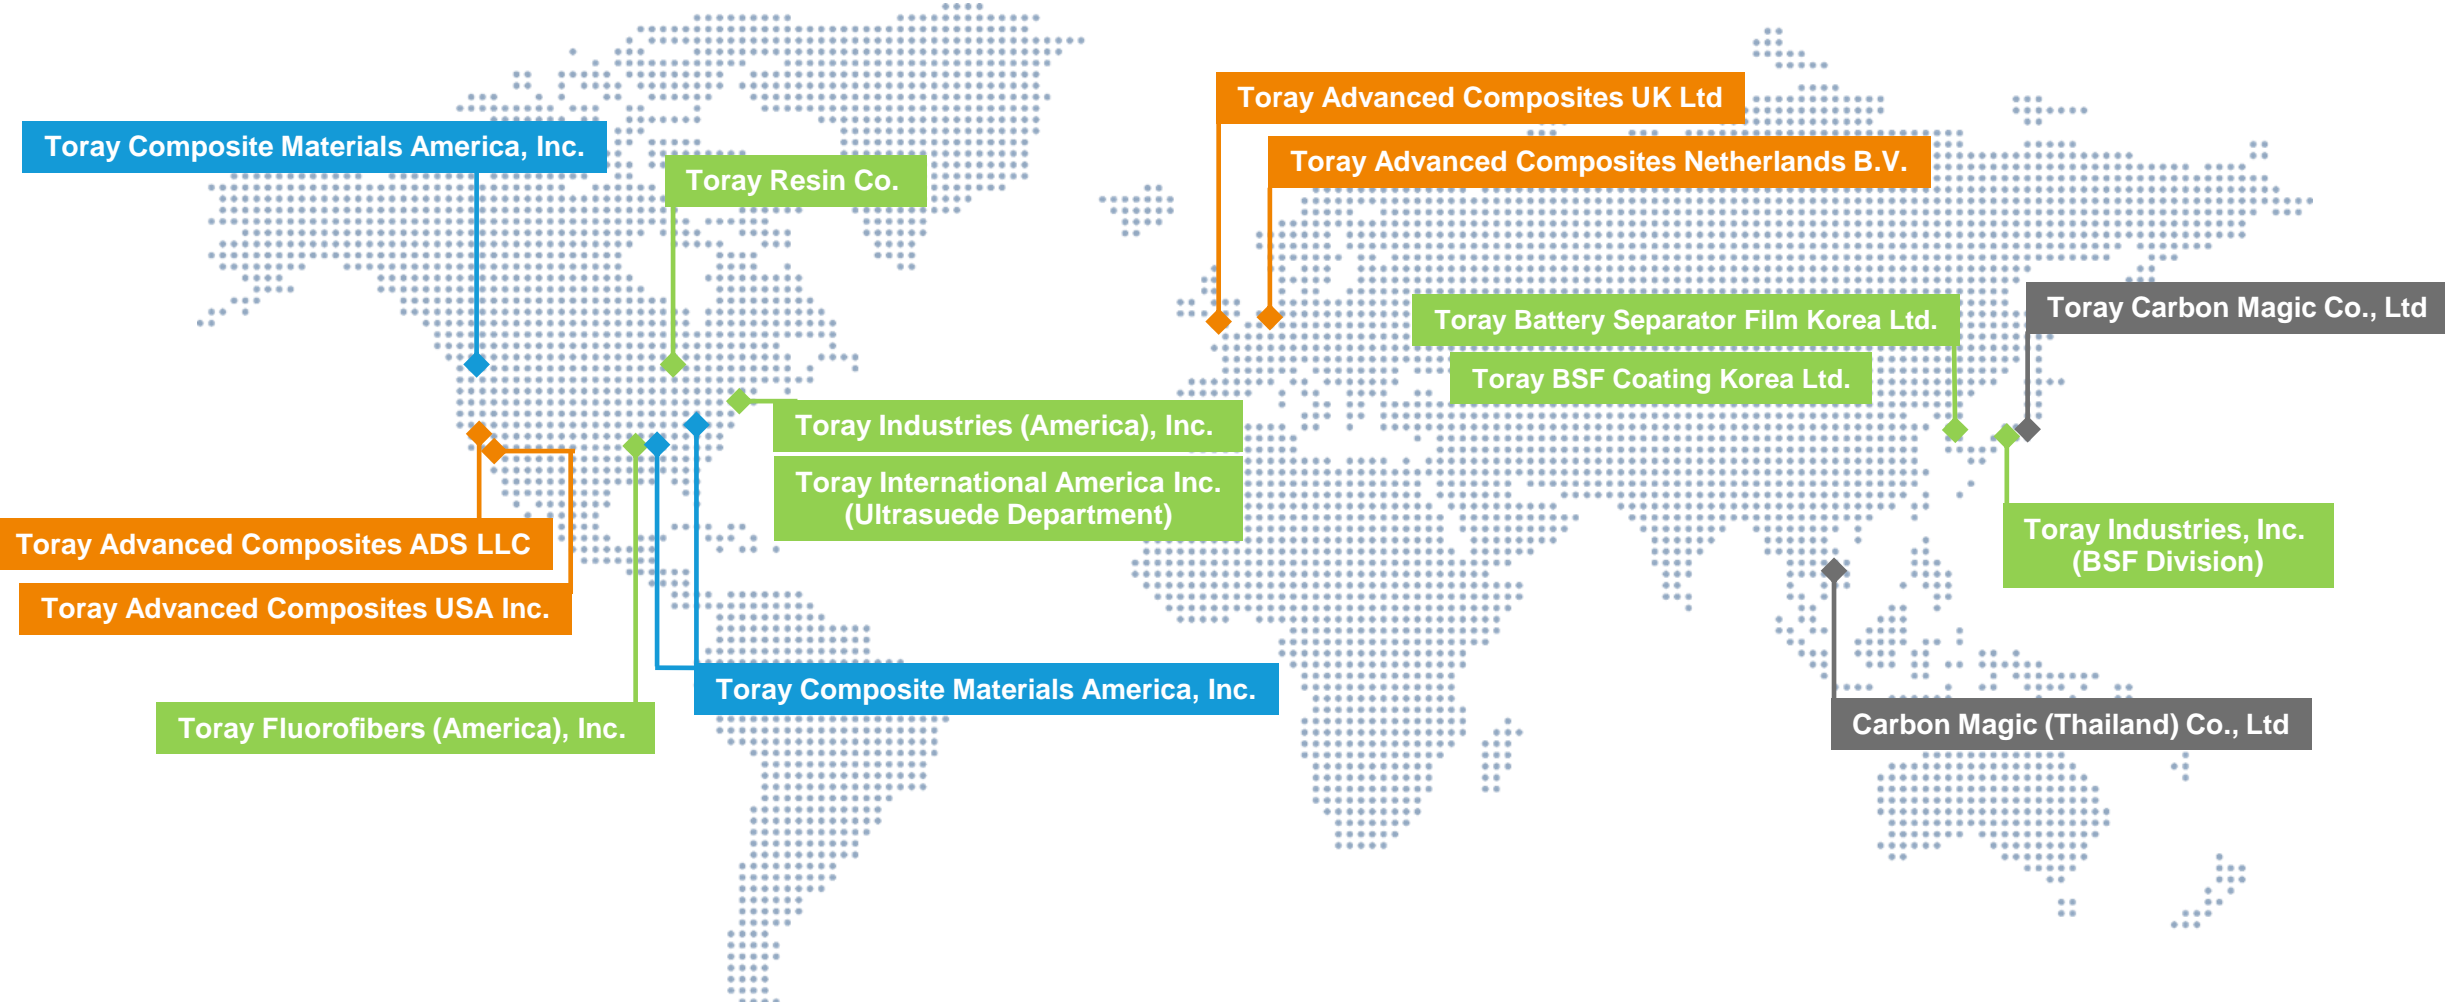 Toray Advanced Composites UK Ltd
Toray Composite Materials America, Inc.
Toray Advanced Composites Netherlands B.V.
Toray Resin Co.
Toray Carbon Magic Co., Ltd
Toray Battery Separator Film Korea Ltd.
Toray BSF Coating Korea Ltd.
Toray Industries (America), Inc.
Toray International America Inc.
(Ultrasuede Department)
Toray Industries, Inc.
(BSF Division)
Toray Advanced Composites ADS LLC
Toray Advanced Composites USA Inc.
Toray Composite Materials America, Inc.
Toray Fluorofibers (America), Inc.
Carbon Magic (Thailand) Co., Ltd